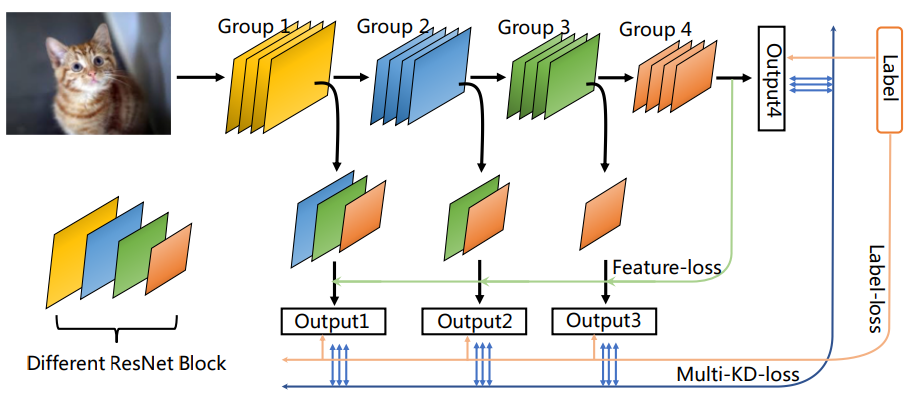 Group 1
Group 2
Group 3
Group 4
Output4
Label
Feature-loss
Label-loss
Output1
Output2
Output3
Different ResNet Block
Multi-KD-loss